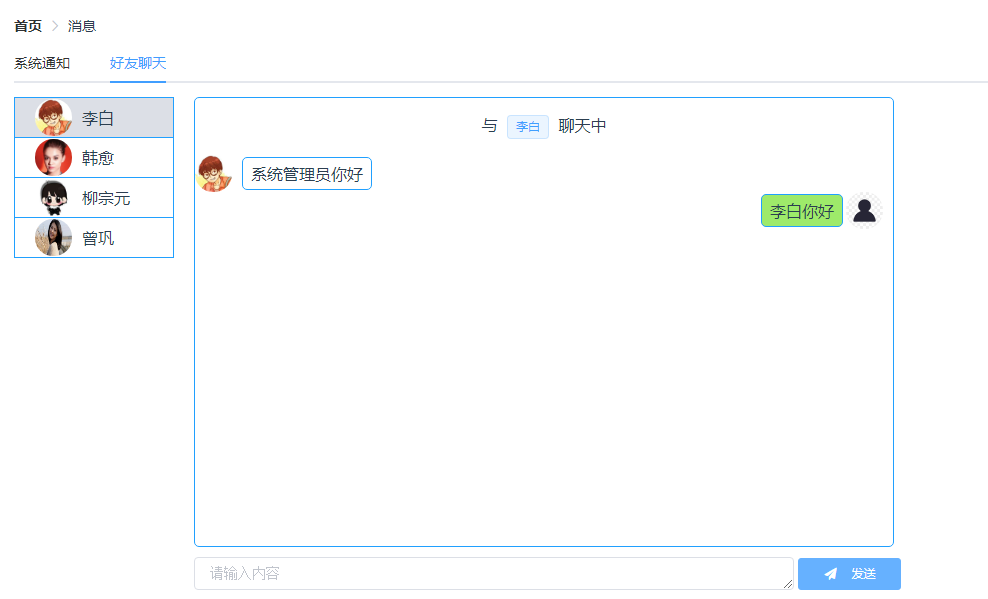 首页 > 消息
系统通知 好友聊天
李白
韩愈
柳宗元
曾巩
与 李白 聊天中
系统管理员你好
李白你好
请输入内容
发送